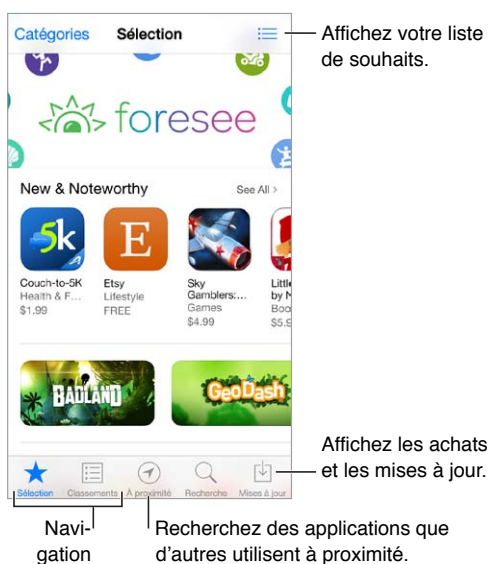 Catégories Sélection
Affichez votre liste
de souhaits.
foresee
New & Noteworthy See All >
5k
E
Couch-to-5K
Health & F...
$1.99
Etsy
Lifestyle
FREE
Sky
Gamblers:...
Games
$4.99
Littl
by M
Boo
$5.9
BADLAND
GeoDash
Affichez les achats
et les mises à jour.
Sélection Classements À proximité Recherche Mises à jour
Navi-
gation
Recherchez des applications que
d'autres utilisent à proximité.